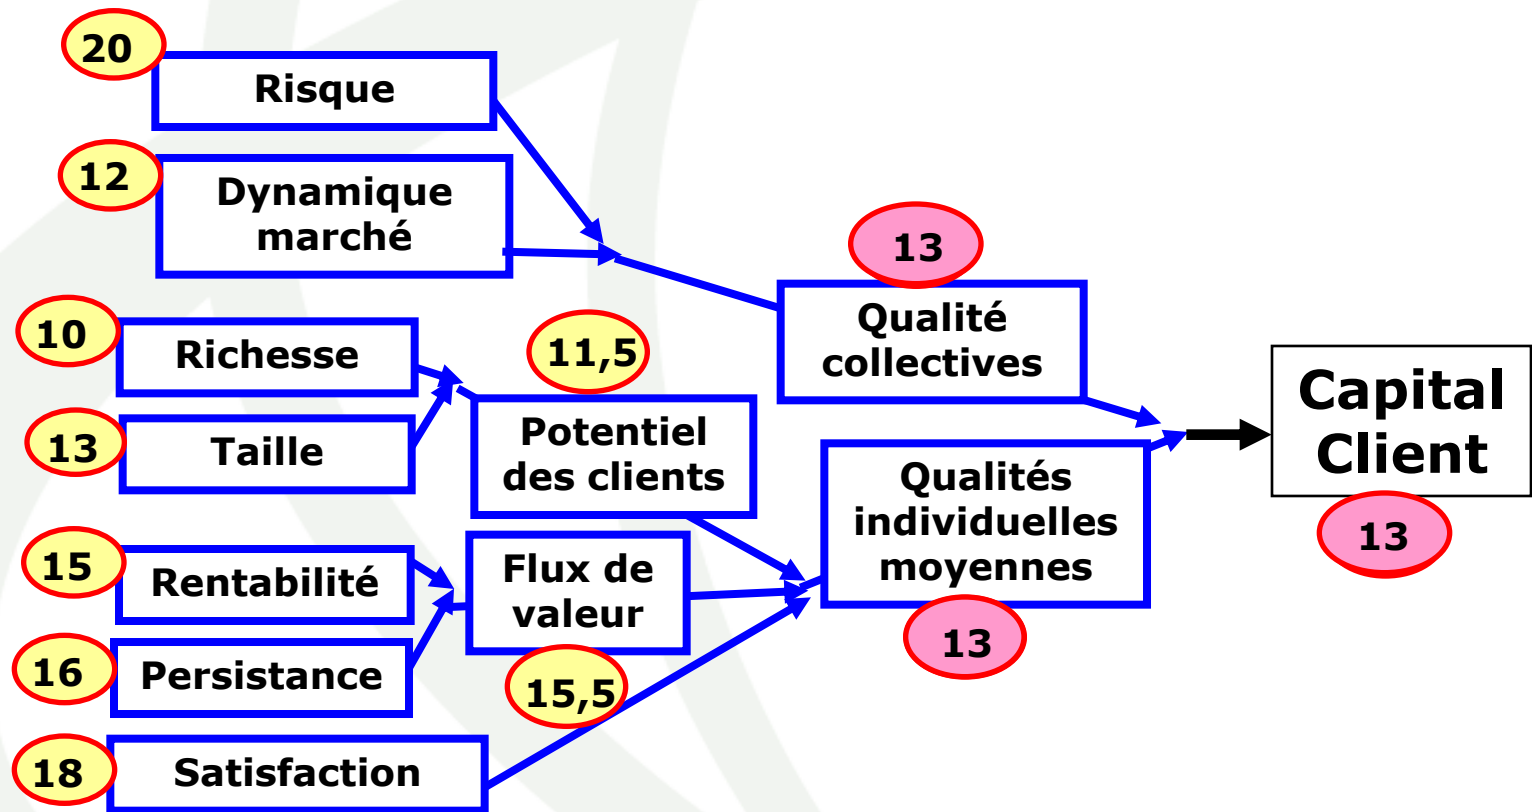 20
Risque
12
Dynamique
marché
13
Qualité
collectives
10
Richesse
11,5
13
Taille
Potentiel
des clients
Capital
Client
13
Qualités
individuelles
moyennes
13
15
Rentabilité
Flux de
valeur
16
Persistance
15,5
18
Satisfaction